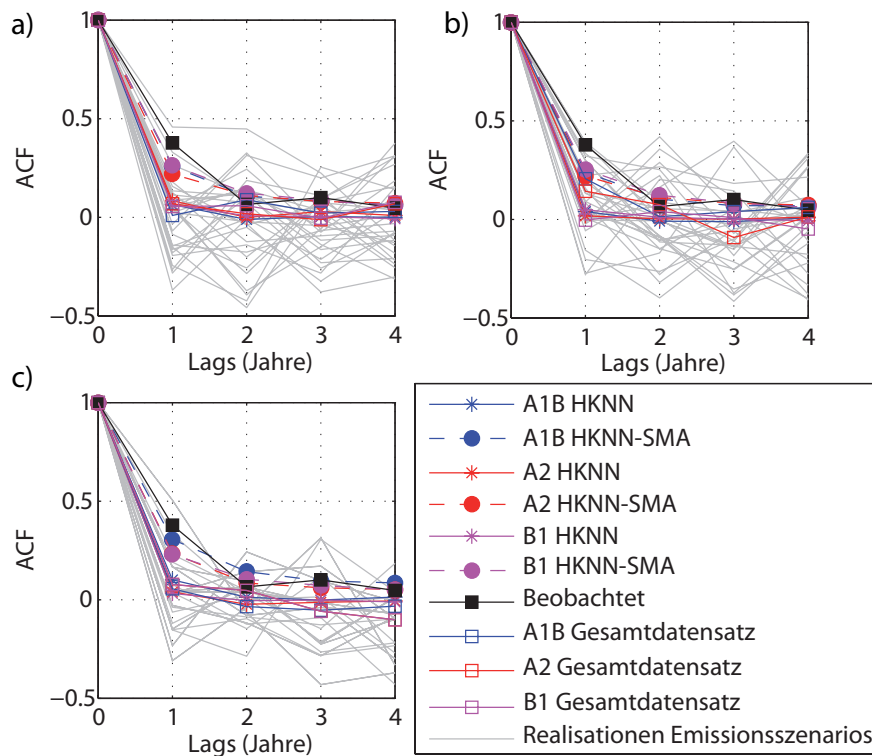 a)
1
0.5
0
−0.5
ACF
0 1 2 3 4
Lags (Jahre)
b)
1
0.5
0
−0.5
ACF
0 1 2 3 4
Lags (Jahre)
c)
1
0.5
0
−0.5
ACF
0 1 2 3 4
Lags (Jahre)
A1B HKNN
A1B HKNN-SMA
A2 HKNN
A2 HKNN-SMA
B1 HKNN
B1 HKNN-SMA
Beobachtet
A1B Gesamtdatensatz
A2 Gesamtdatensatz
B1 Gesamtdatensatz
Realisationen Emissionsszenarios